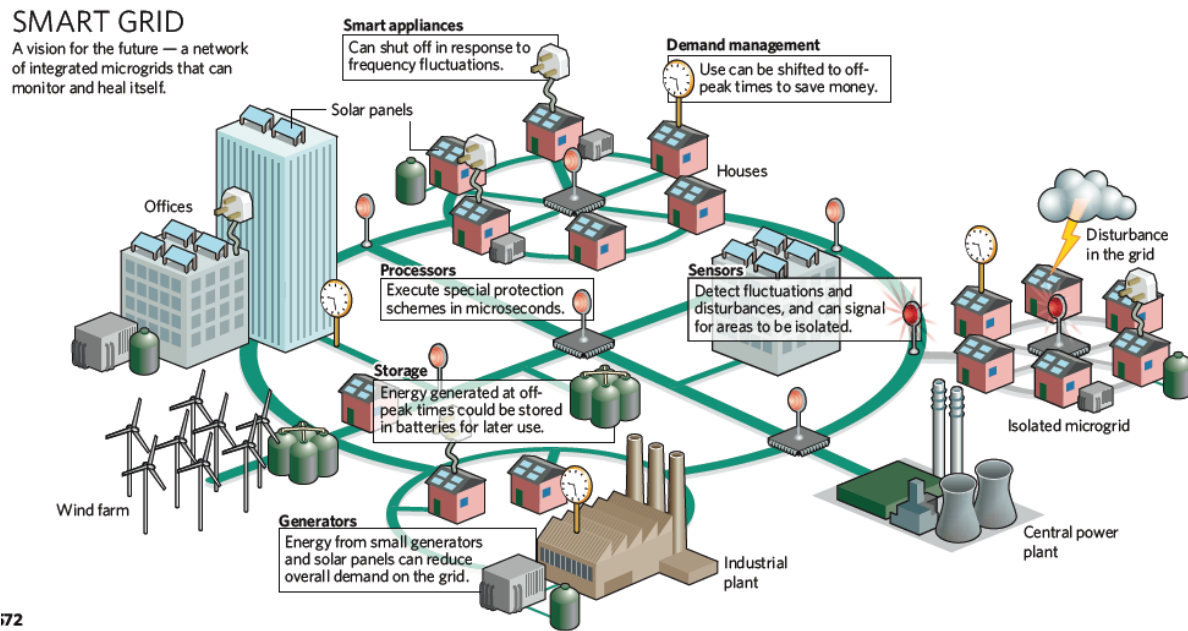 SMART GRID
A vision for the future — a network
of integrated microgrids that can
monitor and heal itself.
Smart appliances
Can shut off in response to
frequency fluctuations.
Demand management
Use can be shifted to off-
peak times to save money.
Solar panels
Houses
Offices
Disturbance
in the grid
Processors
Execute special protection
schemes in microseconds.
Sensors
Detect fluctuations and
disturbances, and can signal
for areas to be isolated.
Storage
Energy generated at off-
peak times could be stored
in batteries for later use.
Isolated microgrid
Wind farm
Generators
Energy from small generators
and solar panels can reduce
overall demand on the grid.
Industrial
plant
Central power
plant
572